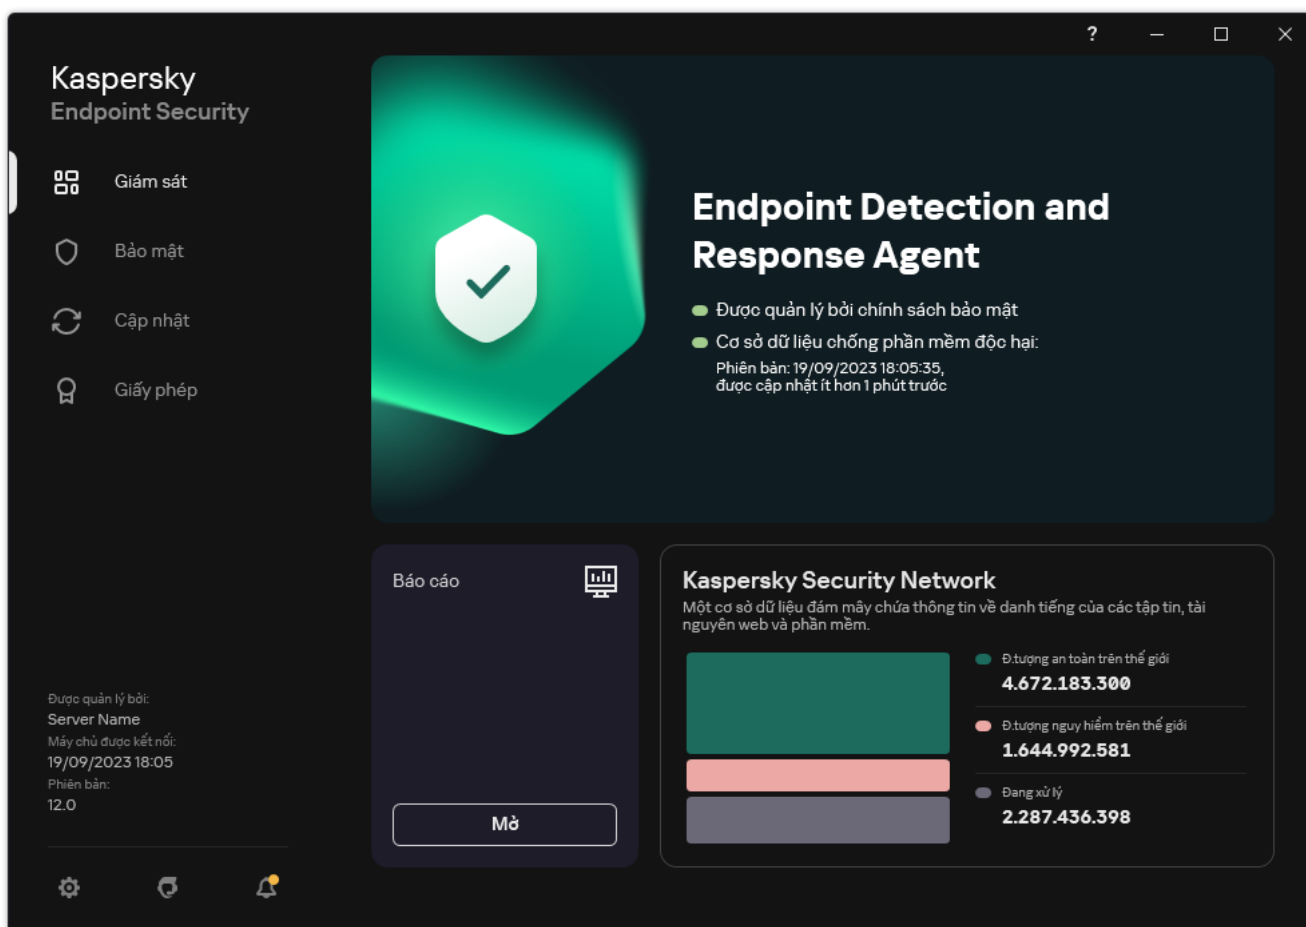 ?
Kaspersky
Endpoint Security
Giám sát
Bảo mật
Cập nhật
Giấy phép
Được quản lý bởi:
Server Name
Máy chủ được kết nối:
19/09/2023 18:05
Phiên bản:
12.0
Endpoint Detection and
Response Agent
Được quản lý bởi chính sách bảo mật
Cơ sở dữ liệu chống phần mềm độc hại:
Phiên bản: 19/09/2023 18:05:35,
được cập nhật ít hơn 1 phút trước
Báo cáo
Mở
Kaspersky Security Network
Một cơ sở dữ liệu đám mây chứa thông tin về danh tiếng của các tập tin, tài
nguyên web và phần mềm.
Đ.tượng an toàn trên thế giới
4.672.183.300
Đ.tượng nguy hiểm trên thế giới
1.644.992.581
Đang xử lý
2.287.436.398